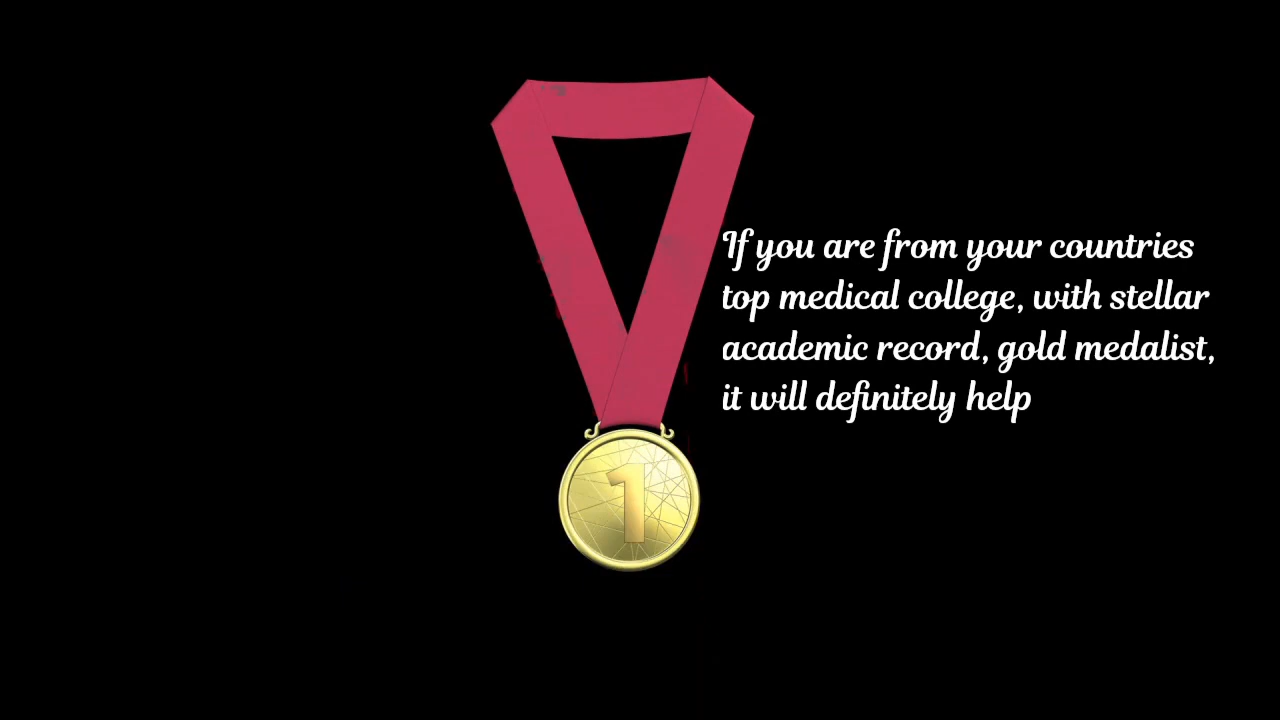 1
If you are from your countries
top medical college, with stellar
academic record, gold medalist,
it will definitely help